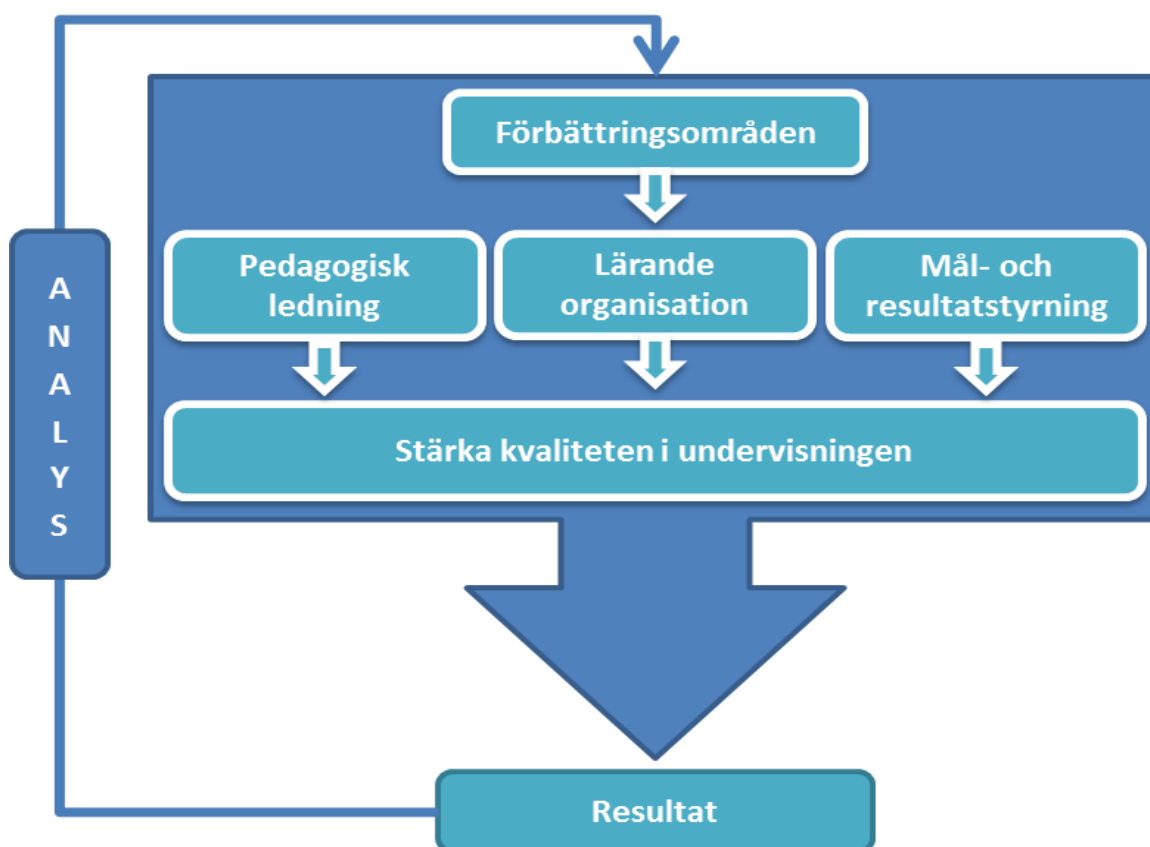 Förbättringsområden
Pedagogisk
ledning
Lärande
organisation
Mål- och
resultatstyrning
Stärka kvaliteten i undervisningen
A
N
A
L
Y
S
Resultat